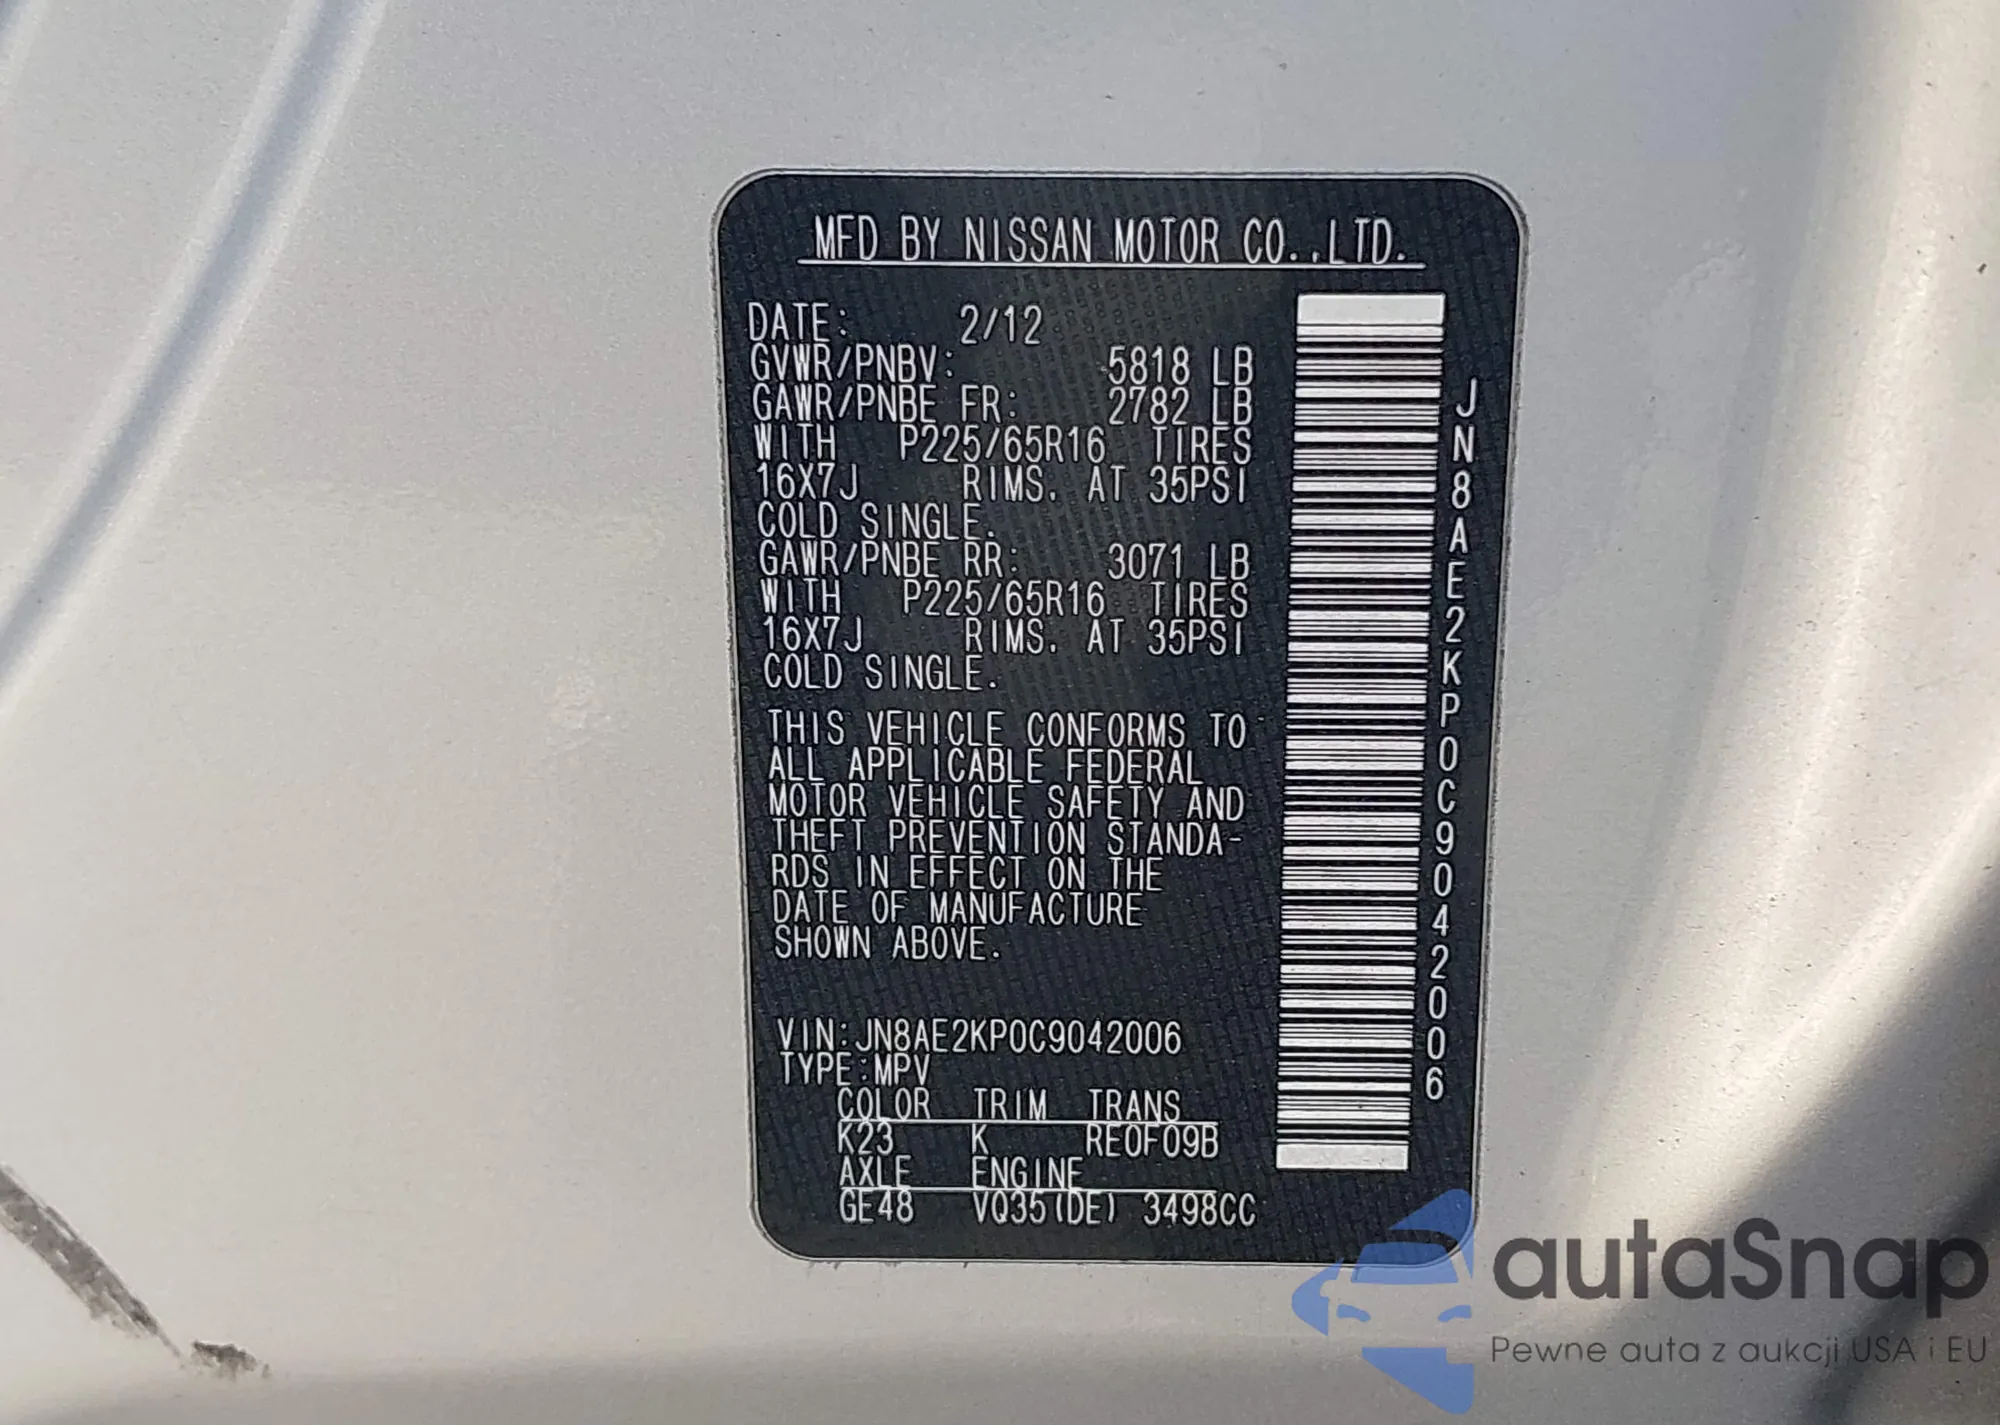 MFD BY NISSAN MOTOR CO.,LTD.
DATE: 2/12
GVWR/PNBV: 5818 LB
GAWR/PNBE FR: 2782 LB
WITH P225/65R16 TIRES
16X7J RIMS. AT 35PSI
COLD SINGLE.
GAWR/PNBE RR: 3071 LB
WITH P225/65R16 TIRES
16X7J RIMS. AT 35PSI
COLD SINGLE.
THIS VEHICLE CONFORMS TO
ALL APPLICABLE FEDERAL
MOTOR VEHICLE SAFETY AND
THEFT PREVENTION STANDA-
RDS IN EFFECT ON THE
DATE OF MANUFACTURE
SHOWN ABOVE.
VIN:JN8AE2KP0C9042006
TYPE:MPV
COLOR TRIM TRANS
K23 K RE0F09B
AXLE ENGINE
GE48 VQ35(DE) 3498CC
JN8AE2KP0C9042006
autaSnap
Pewne auta z aukcji USA i EU